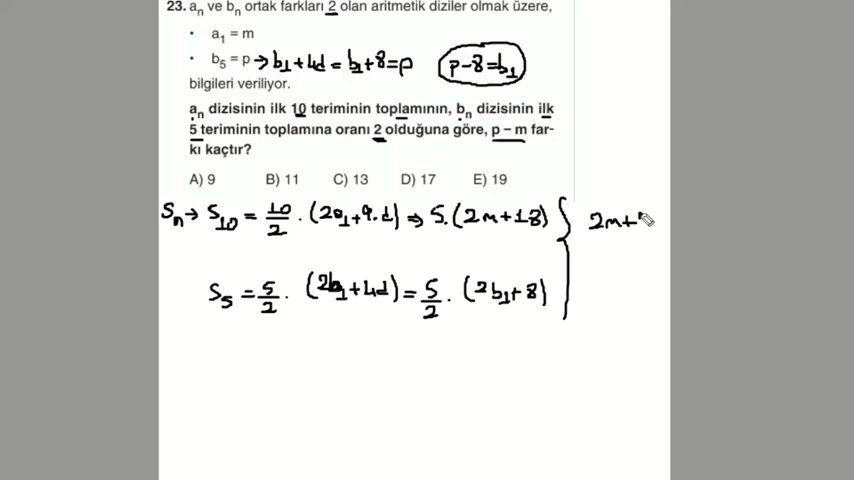 23. an ve bn ortak farkları 2 olan aritmetik diziler olmak üzere,
• a1 = m
• b5 = p → b1+4d = b1+8 = p p-8=b1
bilgileri veriliyor.
an dizisinin ilk 10 teriminin toplamının, bn dizisinin ilk
5 teriminin toplamına oranı 2 olduğuna göre, p – m far-
kı kaçtır?
A) 9 B) 11 C) 13 D) 17 E) 19
Sn → S10 = 10/2 . (2a1+9.d) ⇒ 5.(2m+18) } 2m+
S5 = 5/2 . (2b1+4d) = 5/2 . (2b1+8)